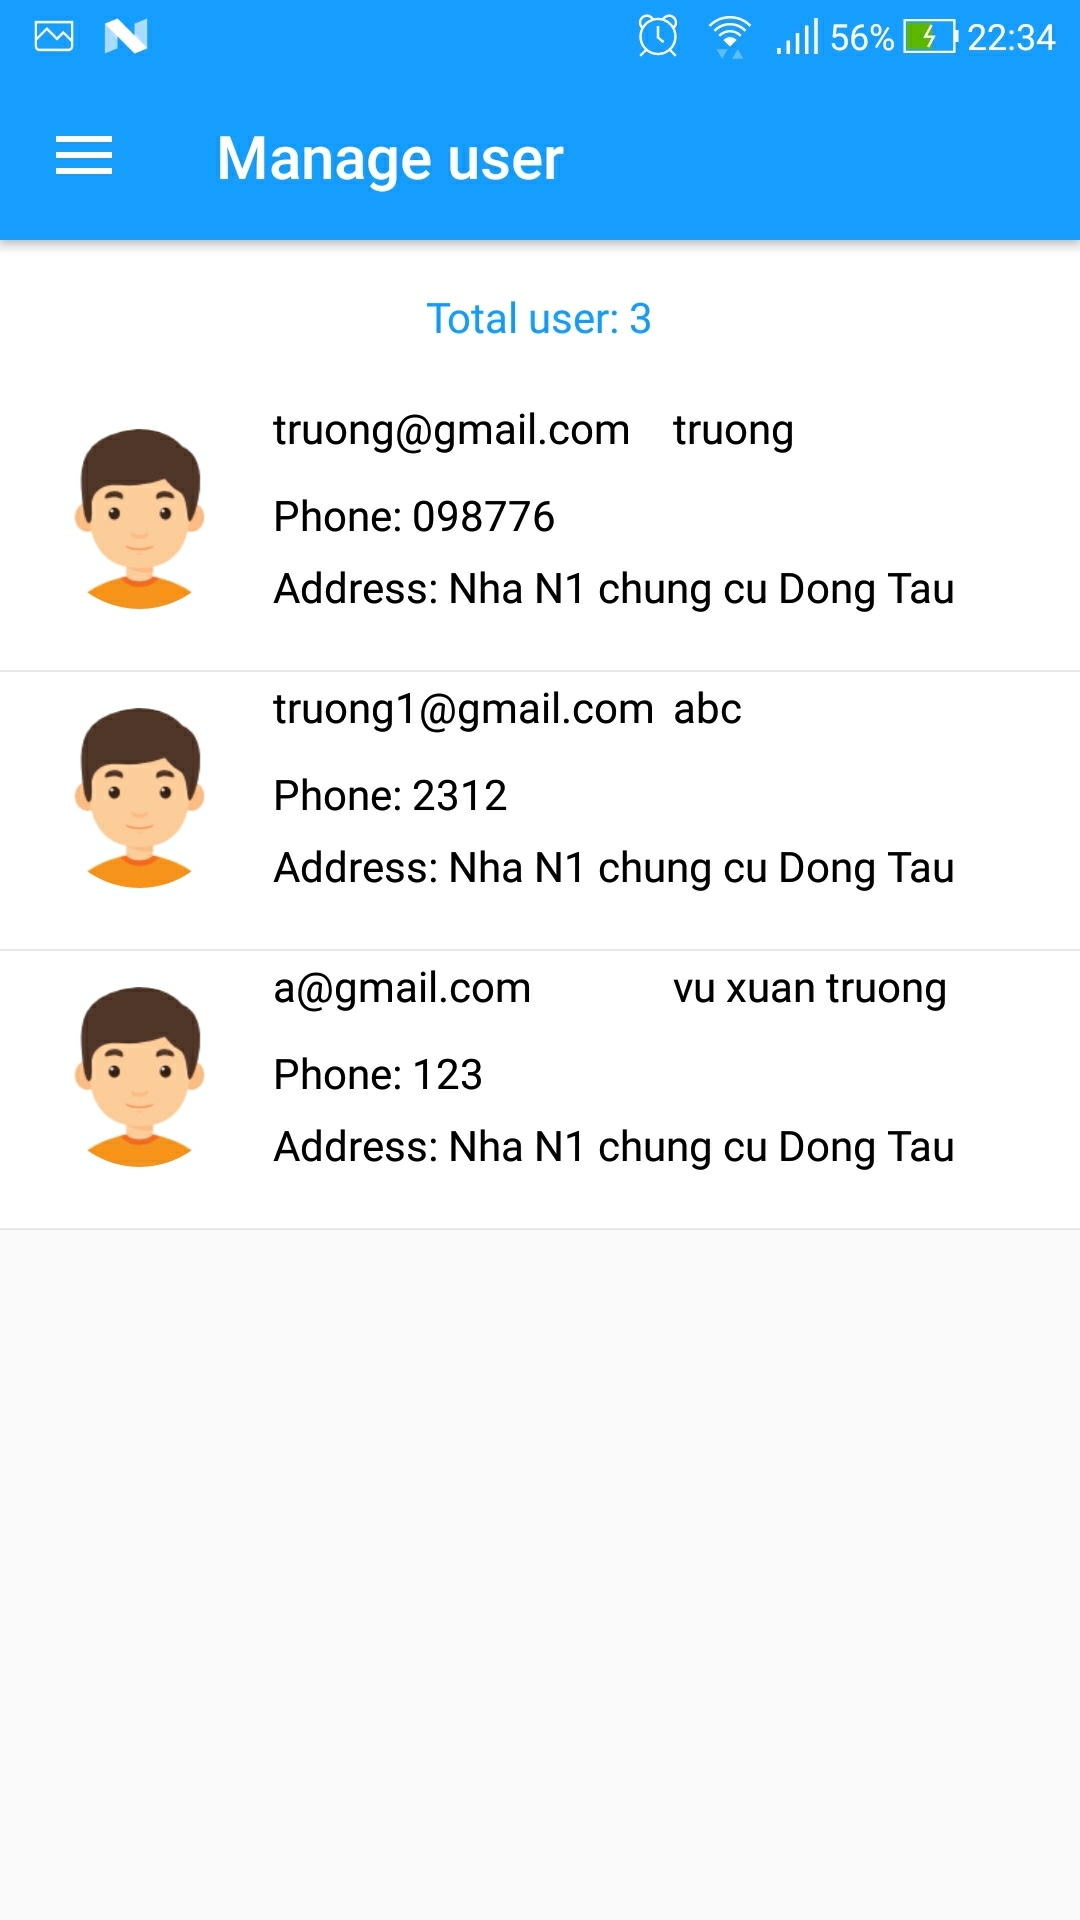 56% 22:34
Manage user
Total user: 3
truong@gmail.com truong
Phone: 098776
Address: Nha N1 chung cu Dong Tau
truong1@gmail.com abc
Phone: 2312
Address: Nha N1 chung cu Dong Tau
a@gmail.com vu xuan truong
Phone: 123
Address: Nha N1 chung cu Dong Tau